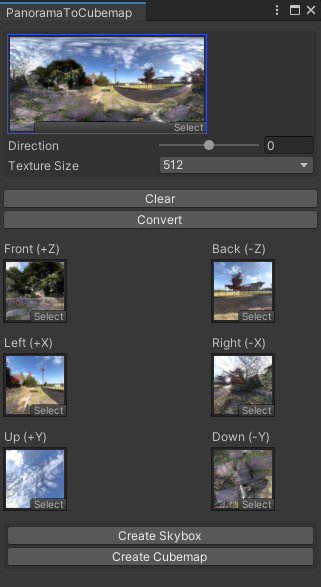 PanoramaToCubemap
Select
Direction 0
Texture Size 512
Clear
Convert
Front (+Z) Back (-Z)
Select Select
Left (+X) Right (-X)
Select Select
Up (+Y) Down (-Y)
Select Select
Create Skybox
Create Cubemap